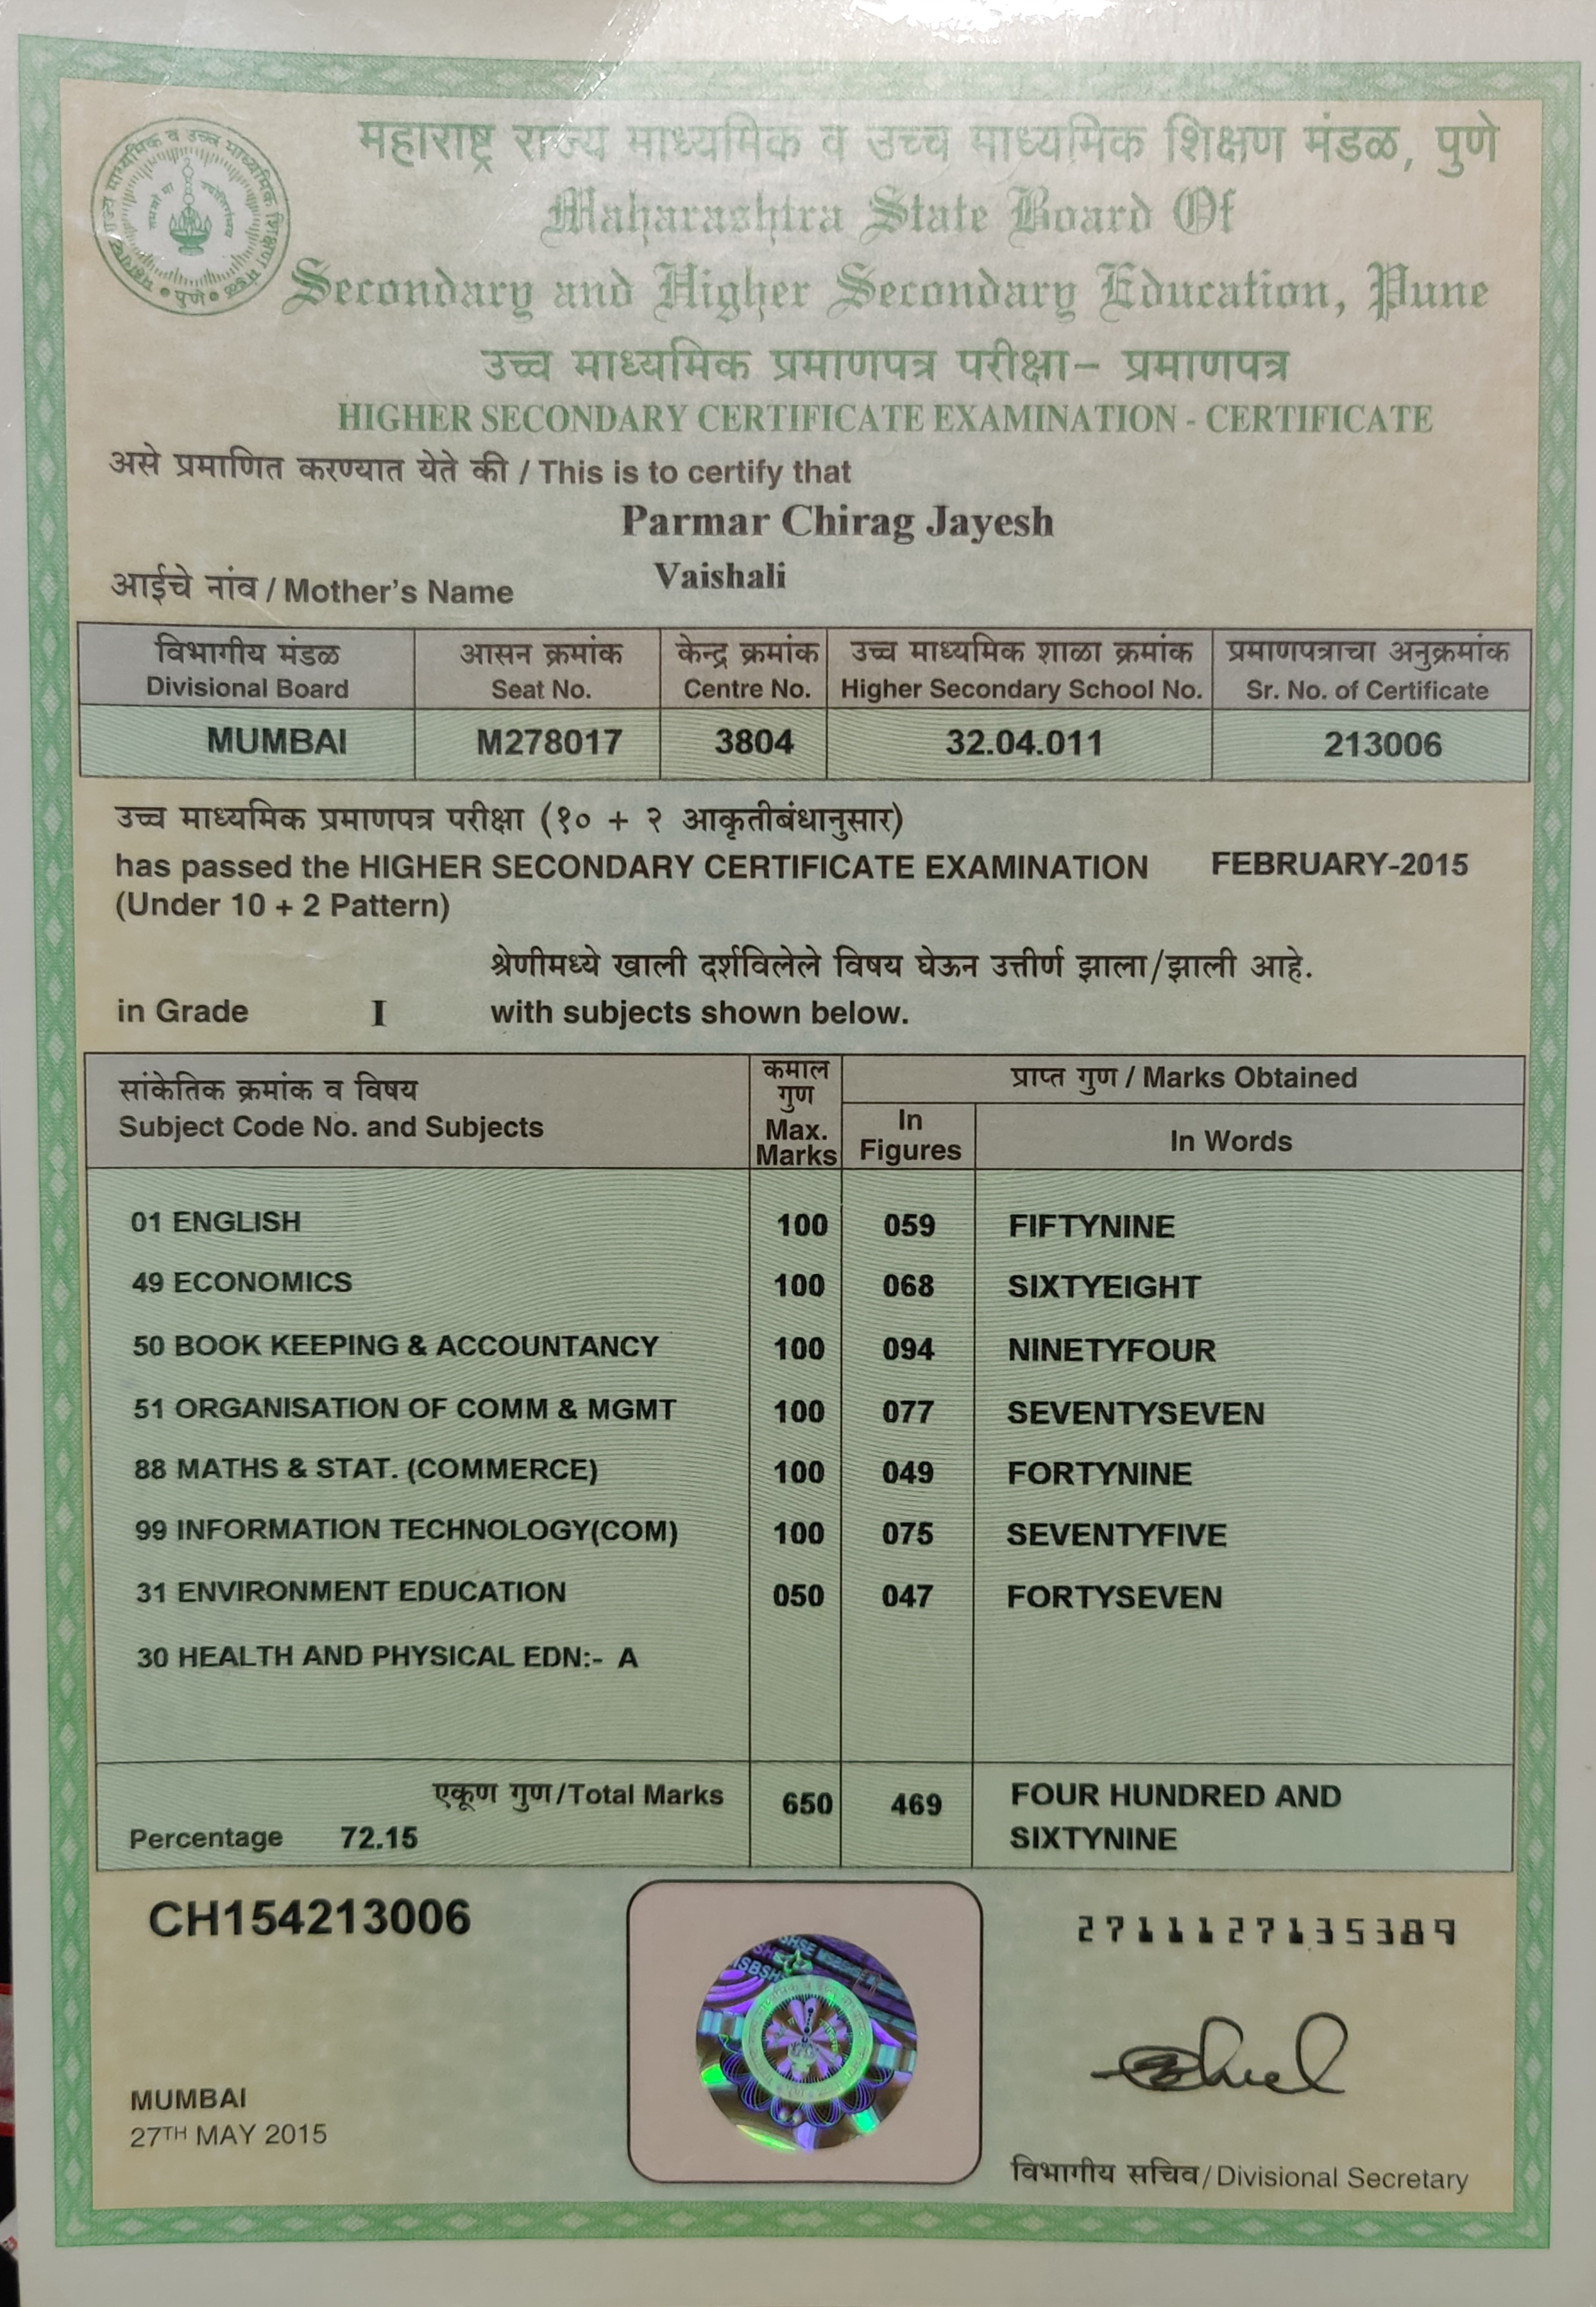 महाराष्ट्र राज्य माध्यमिक व उच्च माध्यमिक शिक्षण मंडळ, पुणे
Maharashtra State Board Of
Secondary and Higher Secondary Education, Pune
उच्च माध्यमिक प्रमाणपत्र परीक्षा– प्रमाणपत्र
HIGHER SECONDARY CERTIFICATE EXAMINATION - CERTIFICATE
असे प्रमाणित करण्यात येते की / This is to certify that
Parmar Chirag Jayesh
आईचे नांव / Mother's Name Vaishali
विभागीय मंडळ आसन क्रमांक केन्द्र क्रमांक उच्च माध्यमिक शाळा क्रमांक प्रमाणपत्राचा अनुक्रमांक
Divisional Board Seat No. Centre No. Higher Secondary School No. Sr. No. of Certificate
MUMBAI M278017 3804 32.04.011 213006
उच्च माध्यमिक प्रमाणपत्र परीक्षा (१० + २ आकृतीबंधानुसार)
has passed the HIGHER SECONDARY CERTIFICATE EXAMINATION FEBRUARY-2015
(Under 10 + 2 Pattern)
श्रेणीमध्ये खाली दर्शविलेले विषय घेऊन उत्तीर्ण झाला/झाली आहे.
in Grade I with subjects shown below.
सांकेतिक क्रमांक व विषय
Subject Code No. and Subjects
कमाल
गुण
Max.
Marks
प्राप्त गुण / Marks Obtained
In
Figures
In Words
01 ENGLISH 100 059 FIFTYNINE
49 ECONOMICS 100 068 SIXTYEIGHT
50 BOOK KEEPING & ACCOUNTANCY 100 094 NINETYFOUR
51 ORGANISATION OF COMM & MGMT 100 077 SEVENTYSEVEN
88 MATHS & STAT. (COMMERCE) 100 049 FORTYNINE
99 INFORMATION TECHNOLOGY(COM) 100 075 SEVENTYFIVE
31 ENVIRONMENT EDUCATION 050 047 FORTYSEVEN
30 HEALTH AND PHYSICAL EDN:- A
एकूण गुण/Total Marks 650 469 FOUR HUNDRED AND
Percentage 72.15 SIXTYNINE
CH154213006
2711127135389
MUMBAI
27TH MAY 2015
विभागीय सचिव/Divisional Secretary